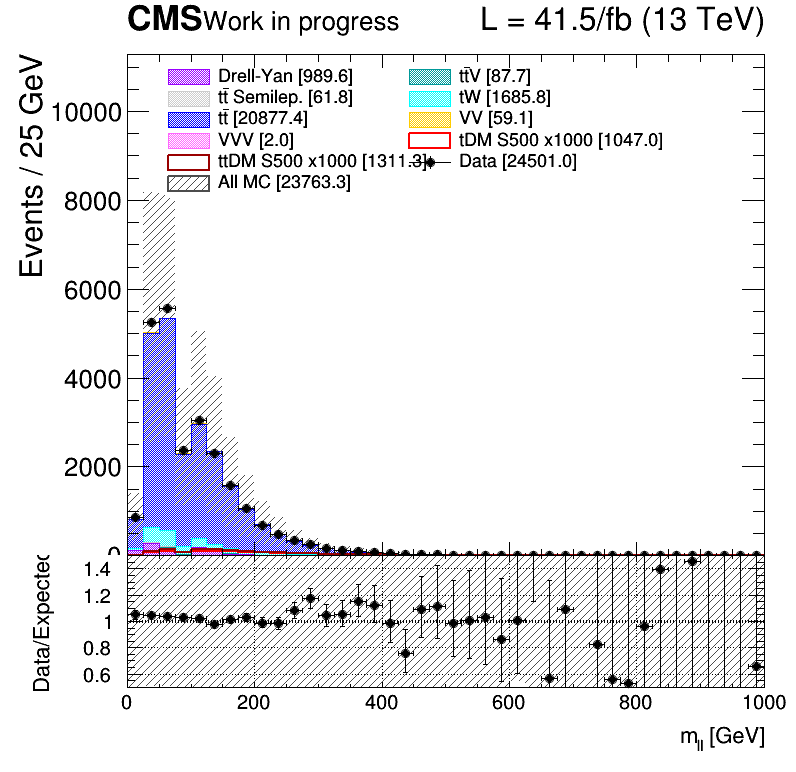 CMS Work in progress L = 41.5/fb (13 TeV)
Events / 25 GeV
Drell-Yan [989.6] tt̄V [87.7]
tt̄ Semilep. [61.8] tW [1685.8]
tt̄ [20877.4] VV [59.1]
VVV [2.0] tDM S500 x1000 [1047.0]
ttDM S500 x1000 [1311.3] Data [24501.0]
All MC [23763.3]
10000
8000
6000
4000
2000
0
Data/Expected
1.4
1.2
1
0.8
0.6
0 200 400 600 800 1000
m_ll [GeV]